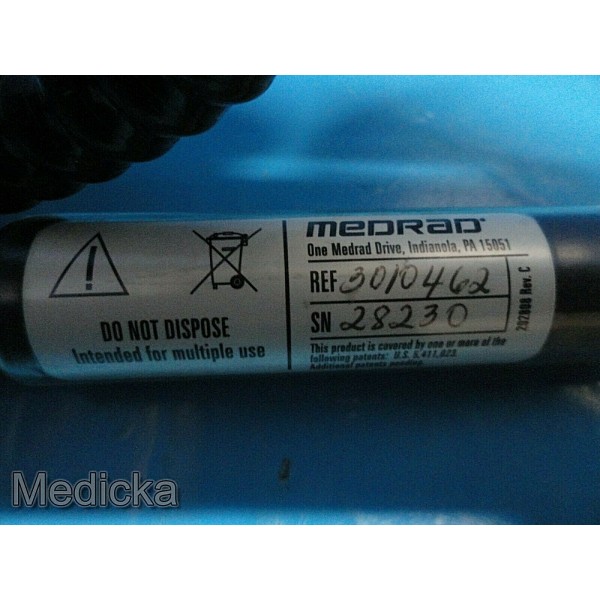 DO NOT DISPOSE
Intended for multiple use
MEDRAD®
One Medrad Drive, Indianola, PA 15051
REF 3010462
SN 28230
This product is covered by one or more of the
following patents: U.S. 5,411,023.
Additional patents pending.
202808 Rev. C
Medicka